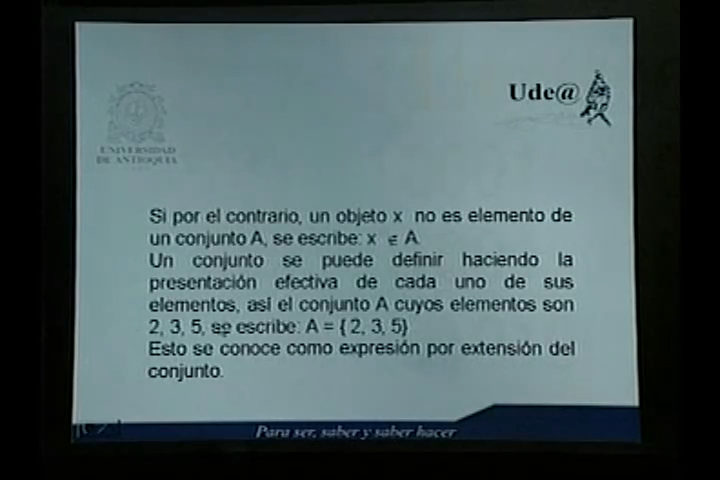 UNIVERSIDAD
DE ANTIOQUIA
Ude@
Si por el contrario, un objeto x no es elemento de
un conjunto A, se escribe: x ∉ A.
Un conjunto se puede definir haciendo la
presentación efectiva de cada uno de sus
elementos, así el conjunto A cuyos elementos son
2, 3, 5, se escribe: A = { 2, 3, 5}
Esto se conoce como expresión por extensión del
conjunto.
Para ser, saber y saber hacer